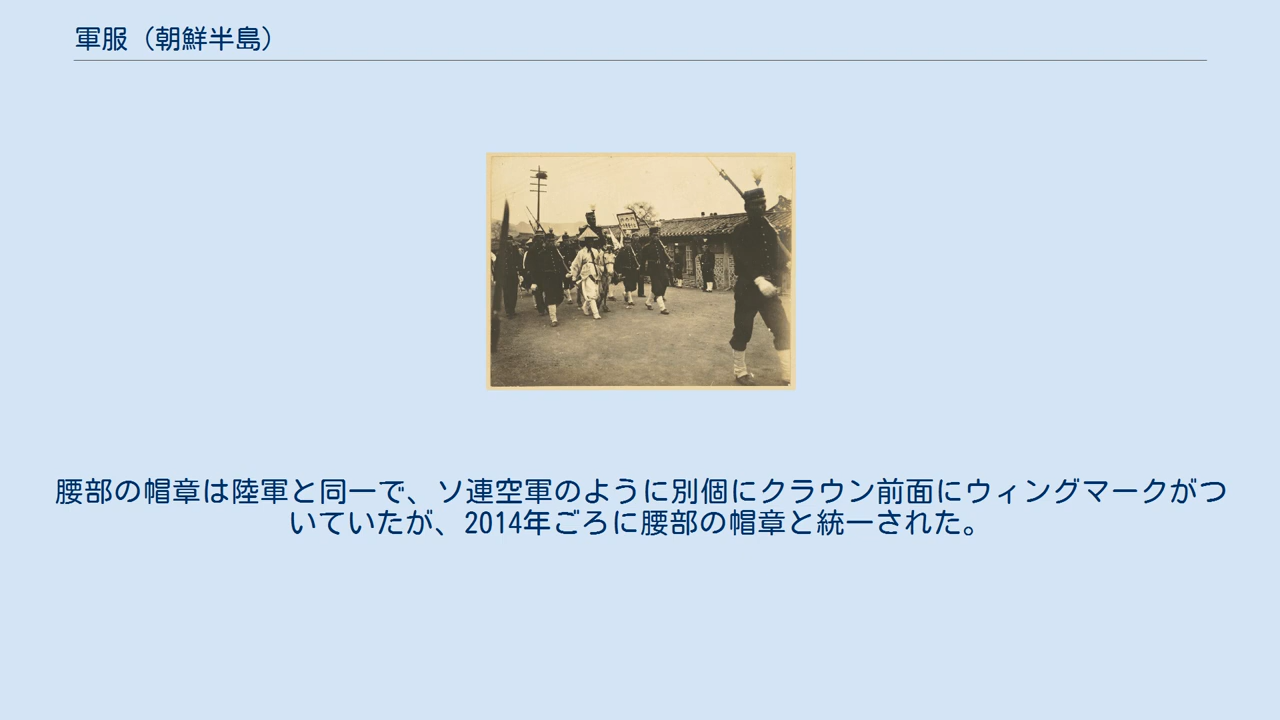 軍服（朝鮮半島）
腰部の帽章は陸軍と同一で、ソ連空軍のように別個にクラウン前面にウィングマークがつ
いていたが、2014年ごろに腰部の帽章と統一された。